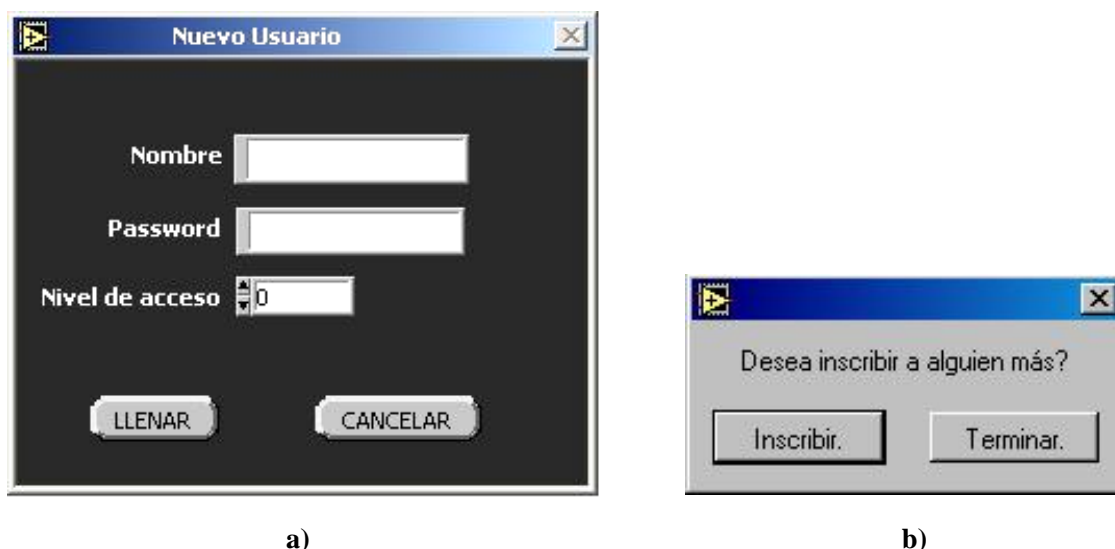 Nuevo Usuario
Nombre
Password
Nivel de acceso 0
LLENAR CANCELAR
Desea inscribir a alguien más?
Inscribir. Terminar.
a) b)